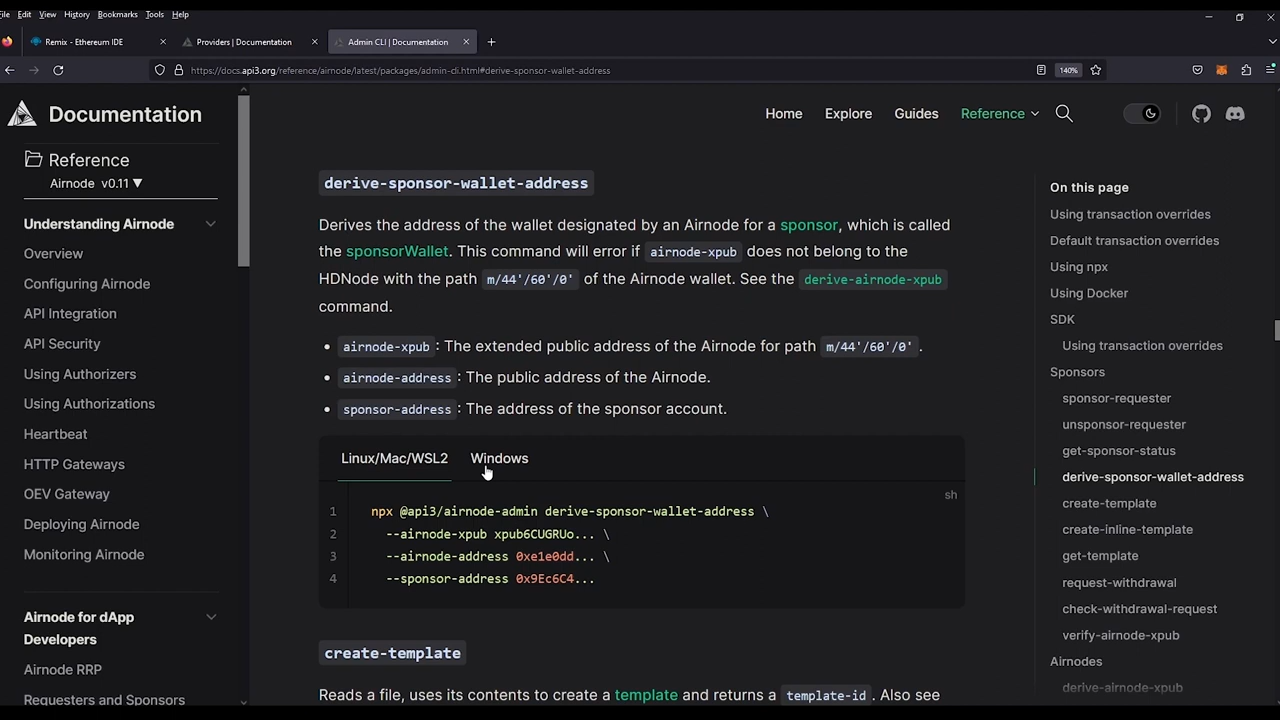 File Edit View History Bookmarks Tools Help
Remix - Ethereum IDE
Providers | Documentation
Admin CLI | Documentation
https://docs.api3.org/reference/airnode/latest/packages/admin-cli.html#derive-sponsor-wallet-address
140%
Documentation
Home Explore Guides Reference
Reference
Airnode v0.11 ▼
Understanding Airnode
Overview
Configuring Airnode
API Integration
API Security
Using Authorizers
Using Authorizations
Heartbeat
HTTP Gateways
OEV Gateway
Deploying Airnode
Monitoring Airnode
Airnode for dApp
Developers
Airnode RRP
Requesters and Sponsors
derive-sponsor-wallet-address
Derives the address of the wallet designated by an Airnode for a sponsor, which is called
the sponsorWallet. This command will error if airnode-xpub does not belong to the
HDNode with the path m/44'/60'/0' of the Airnode wallet. See the derive-airnode-xpub
command.
• airnode-xpub: The extended public address of the Airnode for path m/44'/60'/0'.
• airnode-address: The public address of the Airnode.
• sponsor-address: The address of the sponsor account.
Linux/Mac/WSL2 Windows
sh
1 npx @api3/airnode-admin derive-sponsor-wallet-address \
2 --airnode-xpub xpub6CUGRUo... \
3 --airnode-address 0xe1e0dd... \
4 --sponsor-address 0x9Ec6C4...
create-template
Reads a file, uses its contents to create a template and returns a template-id. Also see
On this page
Using transaction overrides
Default transaction overrides
Using npx
Using Docker
SDK
Using transaction overrides
Sponsors
sponsor-requester
unsponsor-requester
get-sponsor-status
derive-sponsor-wallet-address
create-template
create-inline-template
get-template
request-withdrawal
check-withdrawal-request
verify-airnode-xpub
Airnodes
derive-airnode-xpub